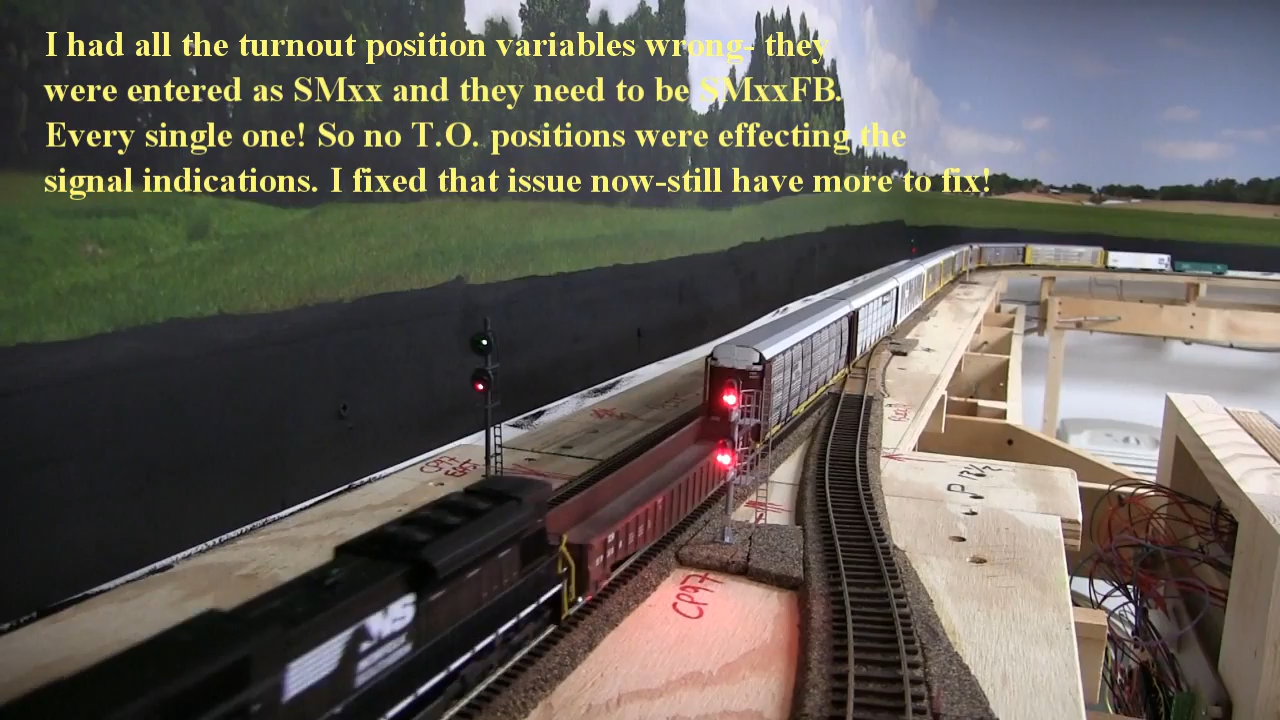 I had all the turnout position variables wrong- they
were entered as SMxx and they need to be SMxxFB.
Every single one! So no T.O. positions were effecting the
signal indications. I fixed that issue now-still have more to fix!
NS
CP97